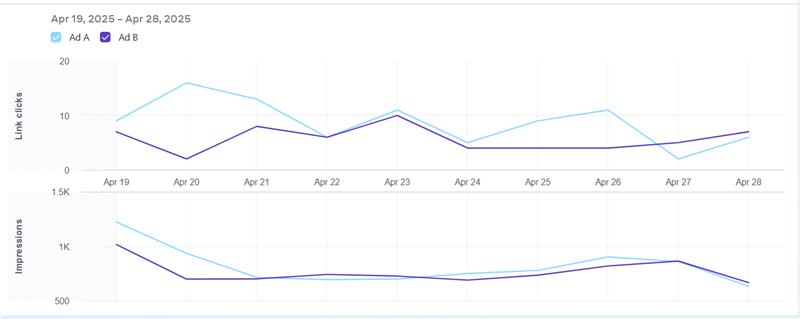 Apr 19, 2025 – Apr 28, 2025
Ad A Ad B
Link clicks
20
10
0
Apr 19 Apr 20 Apr 21 Apr 22 Apr 23 Apr 24 Apr 25 Apr 26 Apr 27 Apr 28
Impressions
1.5K
1K
500